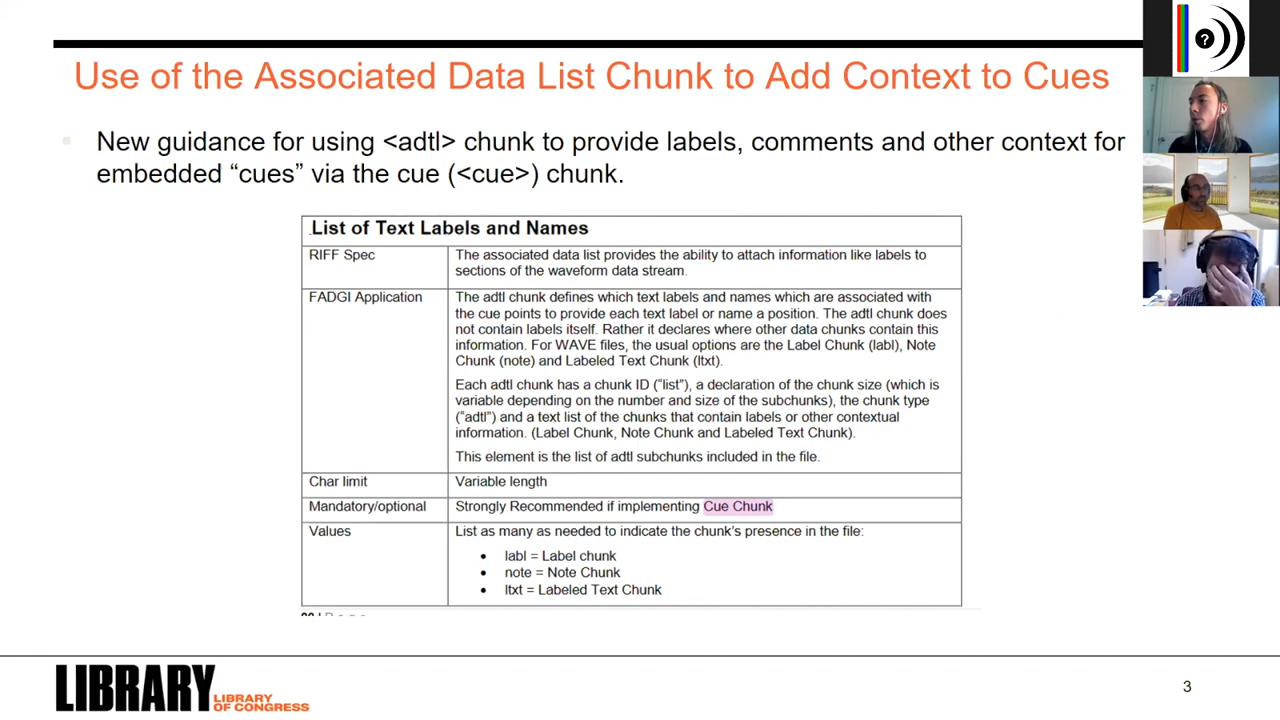 Use of the Associated Data List Chunk to Add Context to Cues
New guidance for using <adtl> chunk to provide labels, comments and other context for
embedded “cues” via the cue (<cue>) chunk.
List of Text Labels and Names
RIFF Spec
The associated data list provides the ability to attach information like labels to
sections of the waveform data stream.
FADGI Application
The adtl chunk defines which text labels and names which are associated with
the cue points to provide each text label or name a position. The adtl chunk does
not contain labels itself. Rather it declares where other data chunks contain this
information. For WAVE files, the usual options are the Label Chunk (labl), Note
Chunk (note) and Labeled Text Chunk (ltxt).
Each adtl chunk has a chunk ID (“list”), a declaration of the chunk size (which is
variable depending on the number and size of the subchunks), the chunk type
(“adtl”) and a text list of the chunks that contain labels or other contextual
information. (Label Chunk, Note Chunk and Labeled Text Chunk).
This element is the list of adtl subchunks included in the file.
Char limit
Variable length
Mandatory/optional
Strongly Recommended if implementing Cue Chunk
Values
List as many as needed to indicate the chunk’s presence in the file:
labl = Label chunk
note = Note Chunk
ltxt = Labeled Text Chunk
LIBRARY
LIBRARY
OF CONGRESS
3
?